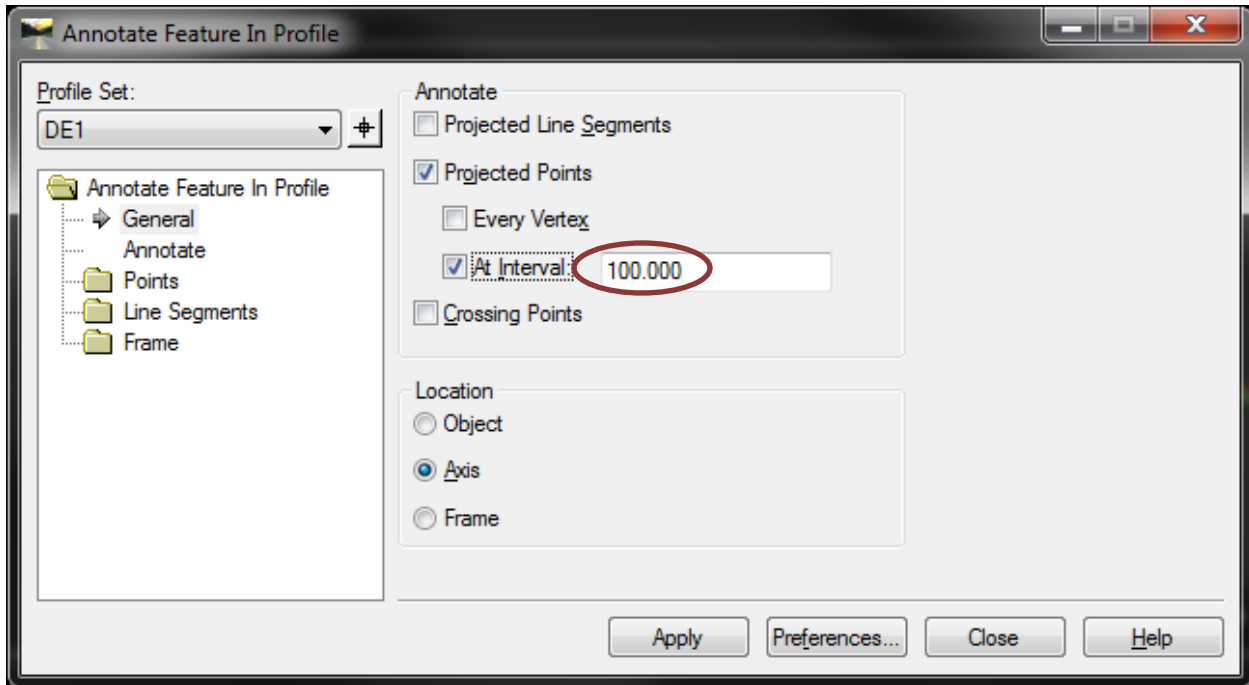 Annotate Feature In Profile
Profile Set:
DE1
Annotate Feature In Profile
General
Annotate
Points
Line Segments
Frame
Annotate
Projected Line Segments
Projected Points
Every Vertex
At Interval: 100.000
Crossing Points
Location
Object
Axis
Frame
Apply Preferences... Close Help